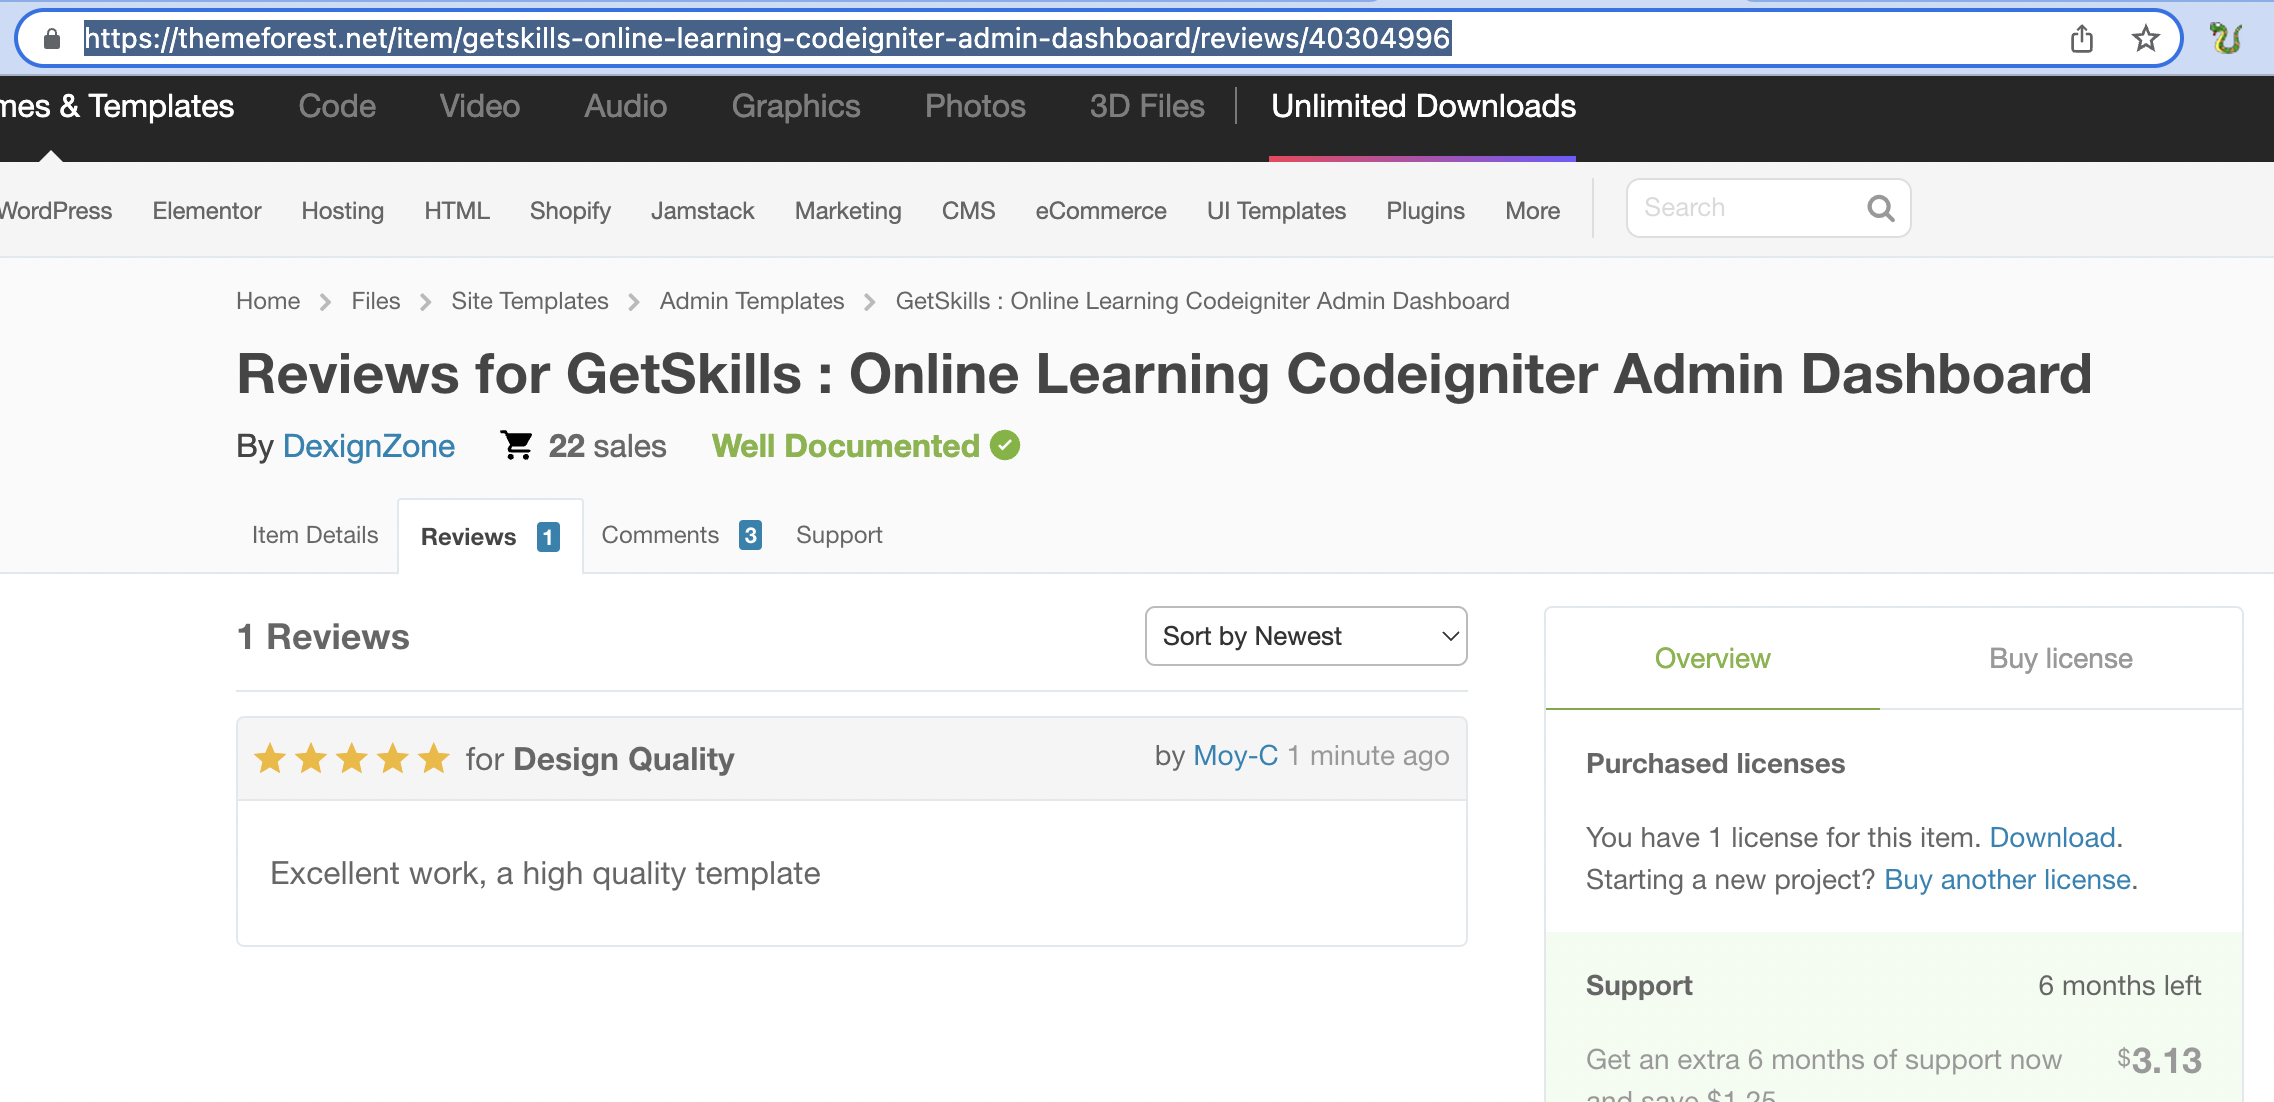 https://themeforest.net/item/getskills-online-learning-codeigniter-admin-dashboard/reviews/40304996
mes & Templates Code Video Audio Graphics Photos 3D Files Unlimited Downloads
WordPress Elementor Hosting HTML Shopify Jamstack Marketing CMS eCommerce UI Templates Plugins More Search
Home Files Site Templates Admin Templates GetSkills : Online Learning Codeigniter Admin Dashboard
Reviews for GetSkills : Online Learning Codeigniter Admin Dashboard
By DexignZone 22 sales Well Documented
Item Details Reviews 1 Comments 3 Support
1 Reviews Sort by Newest
for Design Quality by Moy-C 1 minute ago
Excellent work, a high quality template
Overview Buy license
Purchased licenses
You have 1 license for this item. Download.
Starting a new project? Buy another license.
Support 6 months left
Get an extra 6 months of support now $3.13
and save $1.25